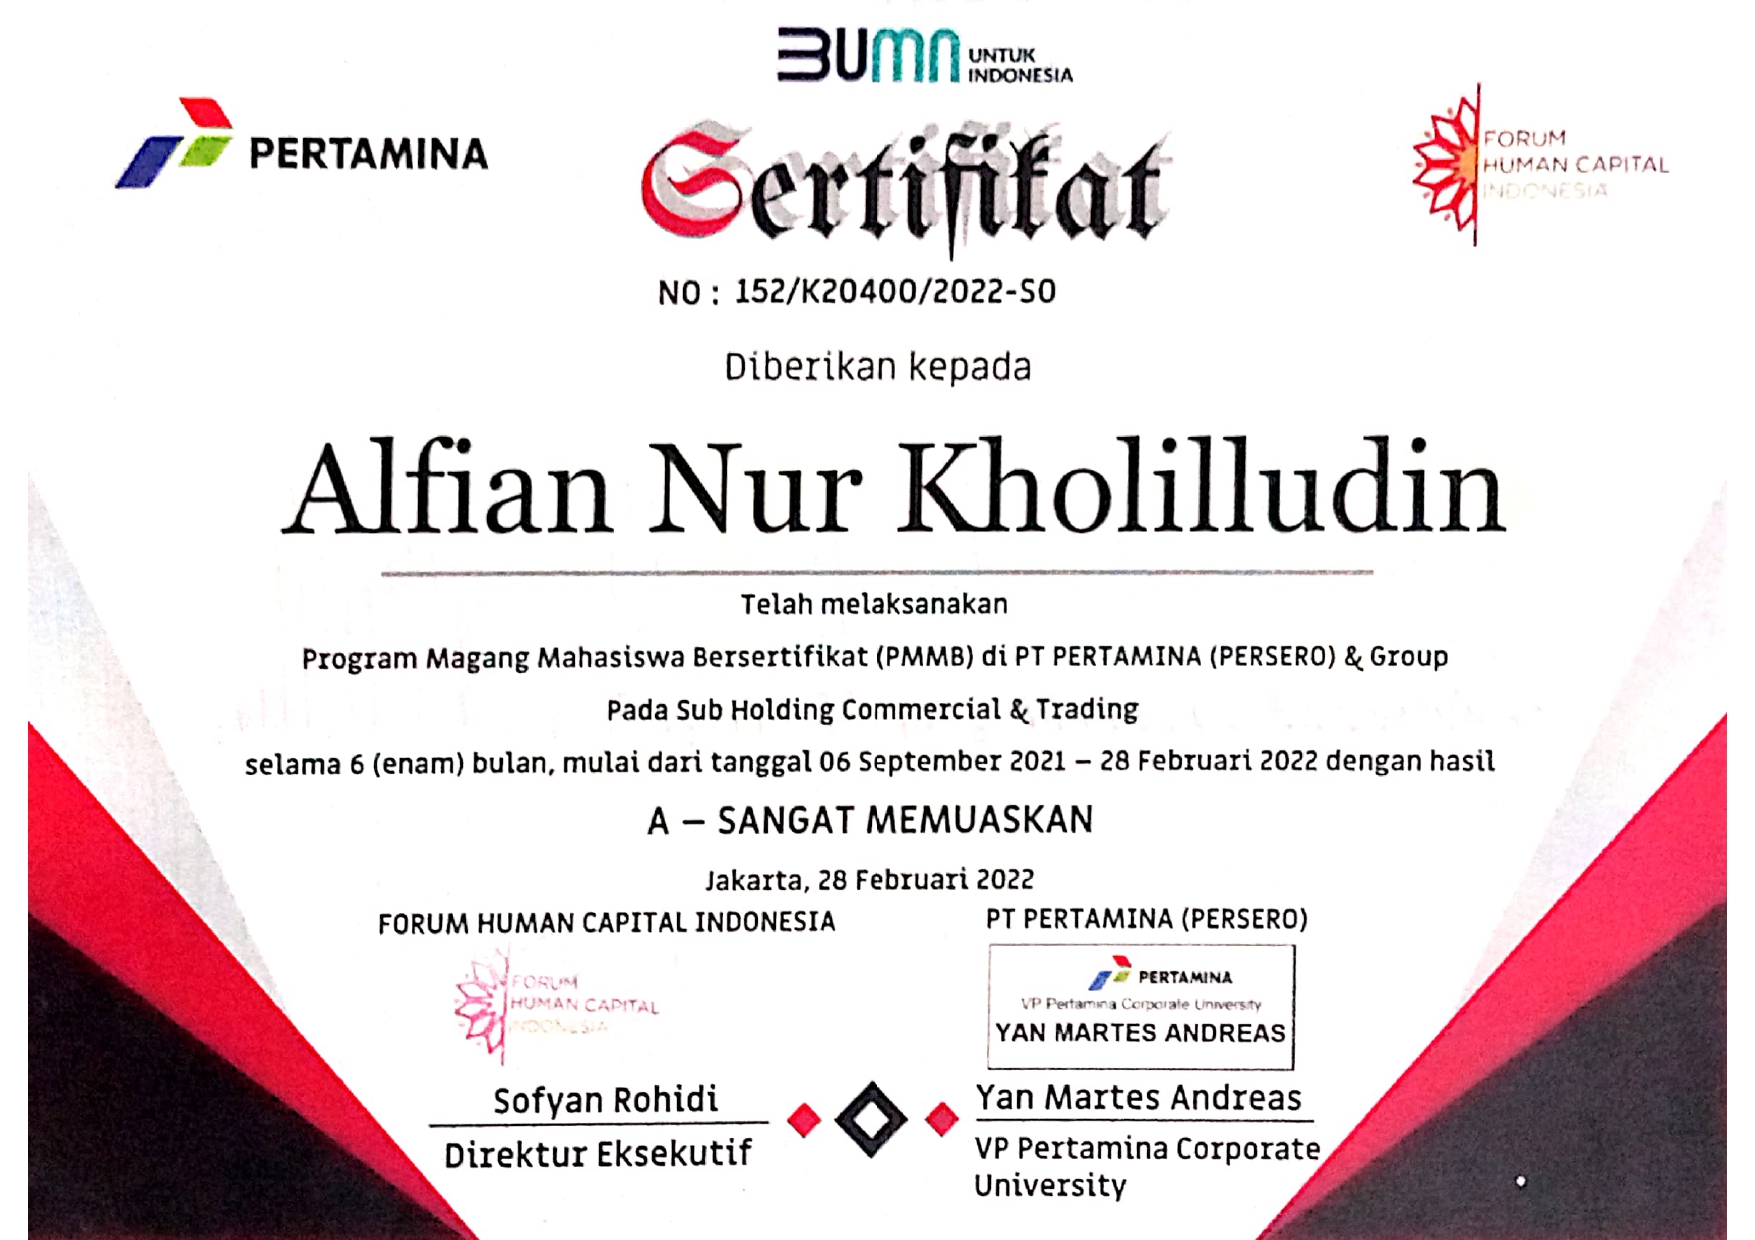 BUMN UNTUK
INDONESIA
PERTAMINA
Sertifikat
FORUM
HUMAN CAPITAL
INDONESIA
NO : 152/K20400/2022-S0
Diberikan kepada
Alfian Nur Kholilludin
Telah melaksanakan
Program Magang Mahasiswa Bersertifikat (PMMB) di PT PERTAMINA (PERSERO) & Group
Pada Sub Holding Commercial & Trading
selama 6 (enam) bulan, mulai dari tanggal 06 September 2021 – 28 Februari 2022 dengan hasil
A – SANGAT MEMUASKAN
Jakarta, 28 Februari 2022
FORUM HUMAN CAPITAL INDONESIA
FORUM
HUMAN CAPITAL
INDONESIA
Sofyan Rohidi
Direktur Eksekutif
PT PERTAMINA (PERSERO)
PERTAMINA
VP Pertamina Corporate University
YAN MARTES ANDREAS
Yan Martes Andreas
VP Pertamina Corporate
University